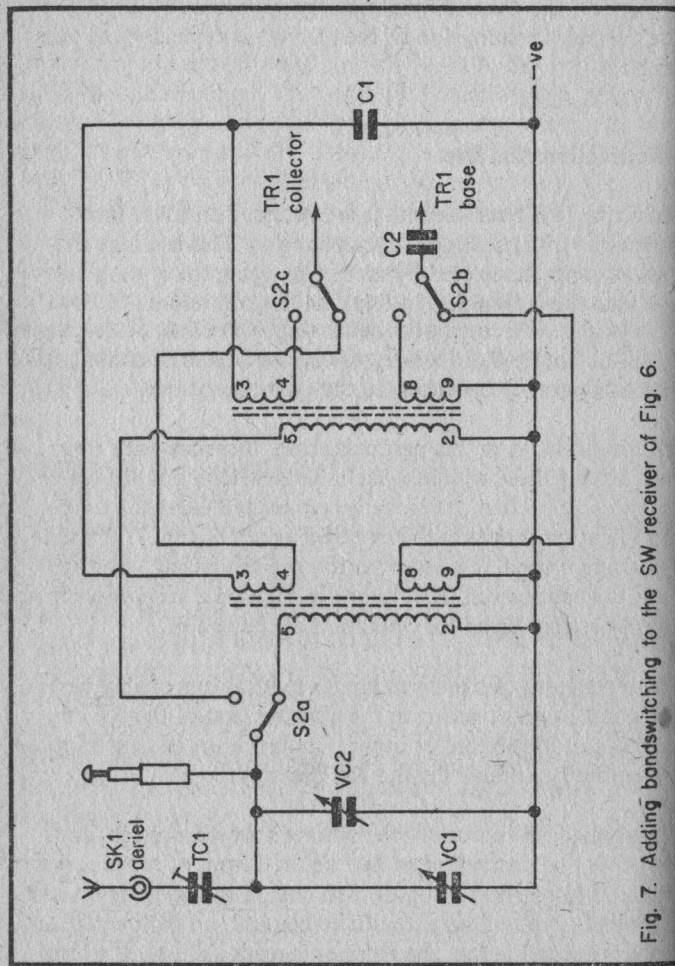 SK1
aeriel
TC1
VC1
VC2
S2a
5
2
3
4
8
9
5
2
3
4
8
9
S2c
TR1
collector
S2b
C2
TR1
base
C1
-ve
Fig. 7. Adding bandswitching to the SW receiver of Fig. 6.